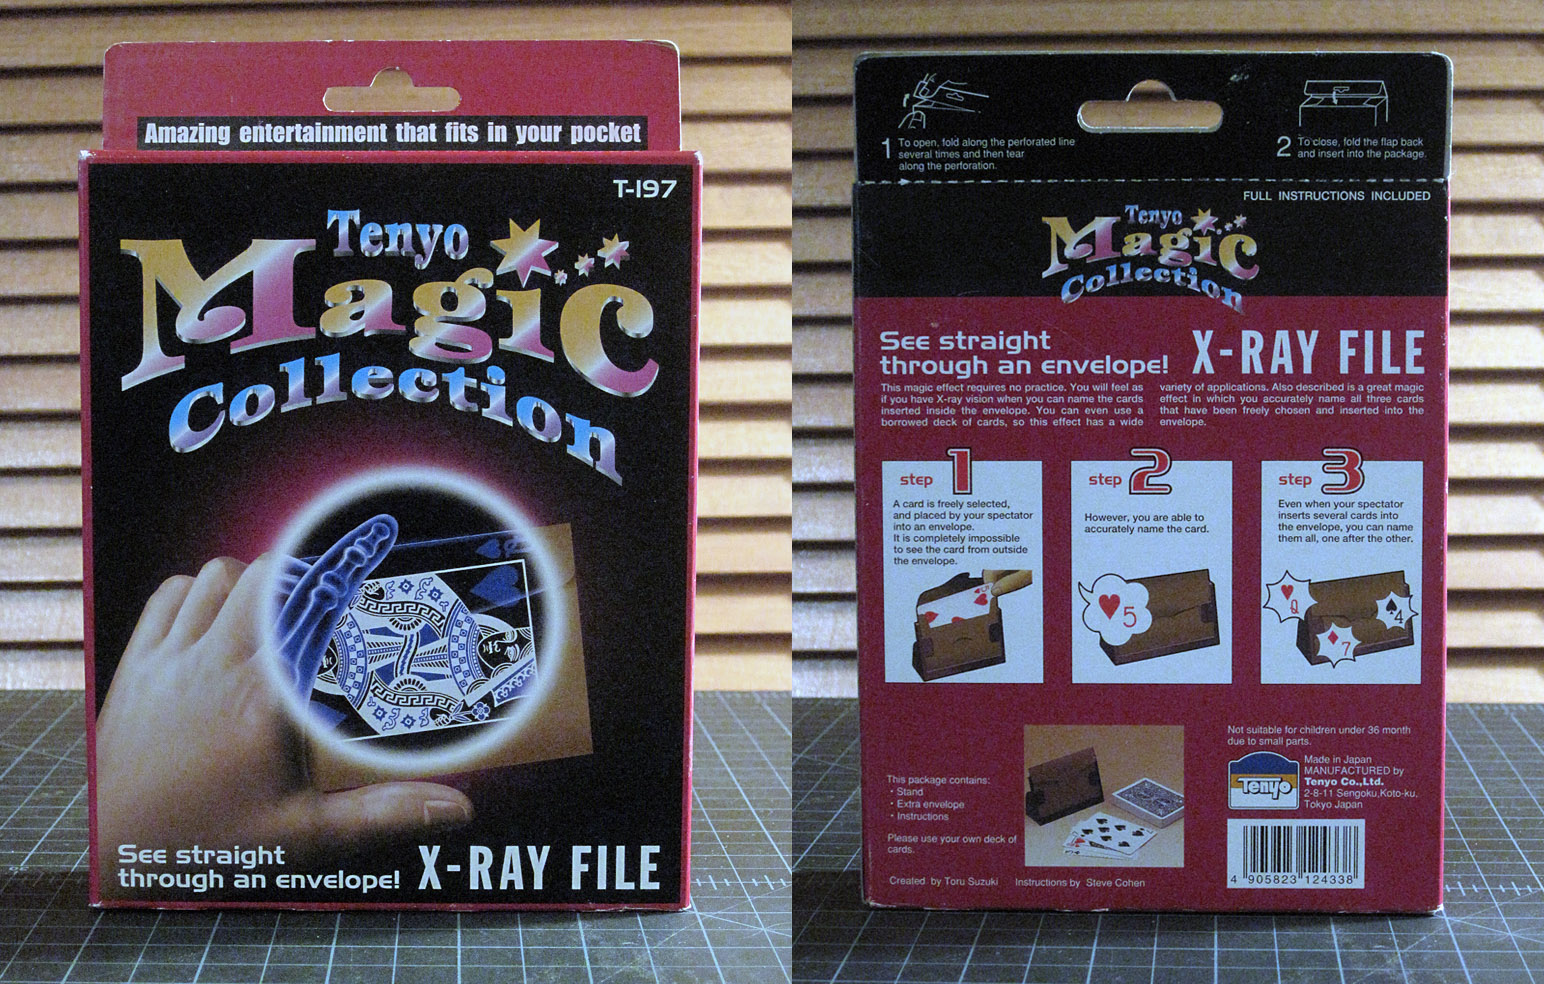 Amazing entertainment that fits in your pocket
T-197
Tenyo
Magic
Collection
See straight
through an envelope!
X-RAY FILE
1
To open, fold along the perforated line
several times and then tear
along the perforation.
2
To close, fold the flap back
and insert into the package.
FULL INSTRUCTIONS INCLUDED
Tenyo
Magic
Collection
See straight
through an envelope!
X-RAY FILE
This magic effect requires no practice. You will feel as
if you have X-ray vision when you can name the cards
inserted inside the envelope. You can even use a
borrowed deck of cards, so this effect has a wide
variety of applications. Also described is a great magic
effect in which you accurately name all three cards
that have been freely chosen and inserted into the
envelope.
step 1
A card is freely selected,
and placed by your spectator
into an envelope.
It is completely impossible
to see the card from outside
the envelope.
step 2
However, you are able to
accurately name the card.
5
step 3
Even when your spectator
inserts several cards into
the envelope, you can name
them all, one after the other.
Q
4
7
This package contains:
• Stand
• Extra envelope
• Instructions
Please use your own deck of
cards.
Created by Toru Suzuki
Instructions by Steve Cohen
Not suitable for children under 36 month
due to small parts.
Tenyo
Made in Japan
MANUFACTURED by
Tenyo Co.,Ltd.
2-8-11 Sengoku,Koto-ku,
Tokyo Japan
4 905823 124338